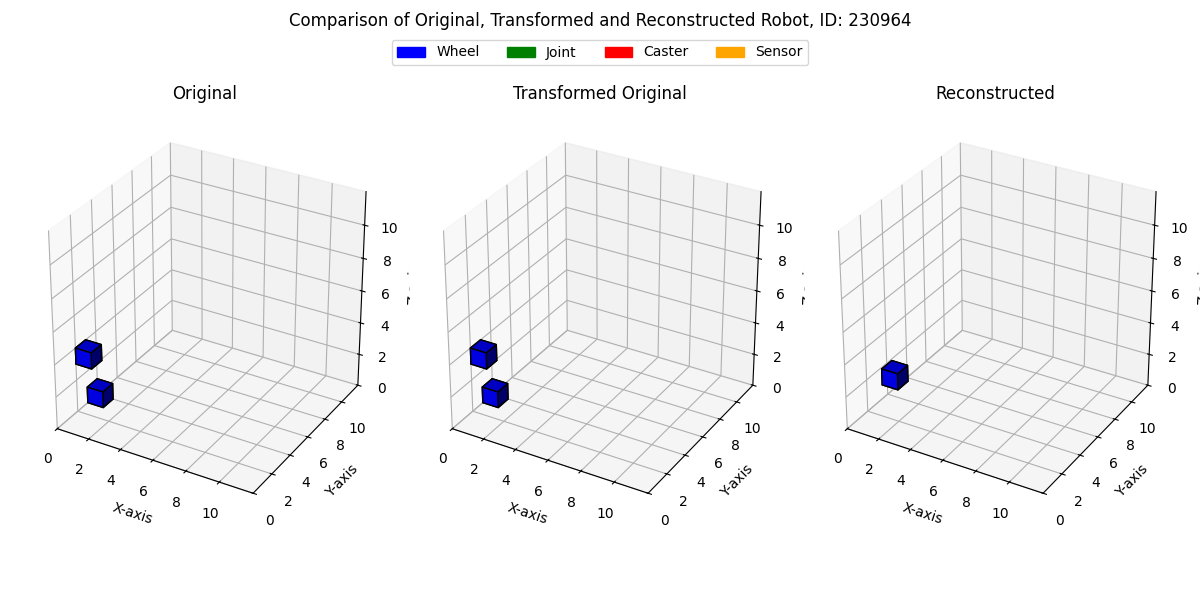 Comparison of Original, Transformed and Reconstructed Robot, ID: 230964
Wheel Joint Caster Sensor
Original Transformed Original Reconstructed
10 10 10
8 8 8
6 6 6
4 4 4
2 2 2
0 0 0
10 10 10
8 8 8
6 6 6
4 4 4
2 2 2
0 0 0
0 2 4 6 8 10 0 2 4 6 8 10 0 2 4 6 8 10
X-axis Y-axis X-axis Y-axis X-axis Y-axis